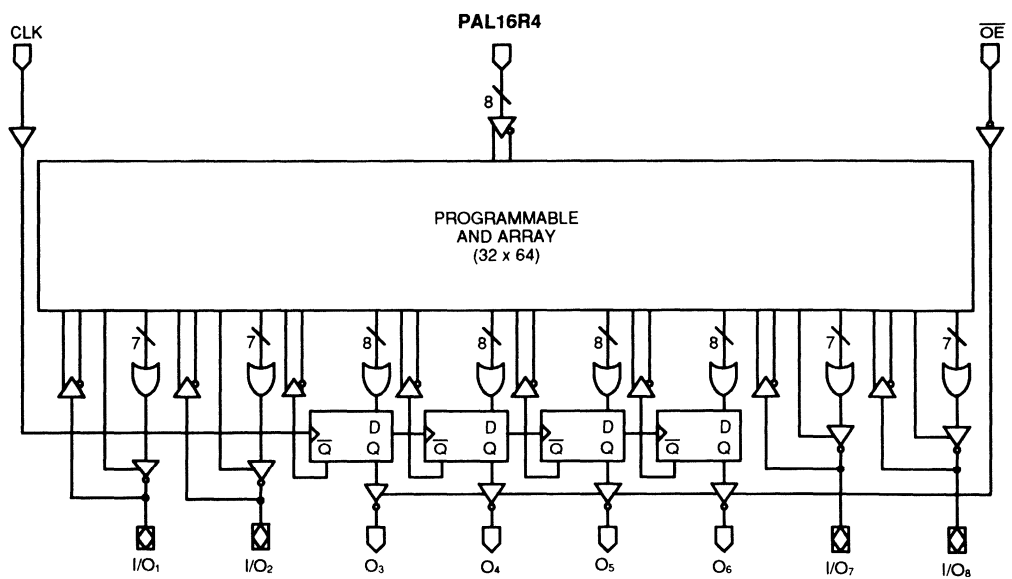 PAL16R4
CLK
O̅E̅
8
PROGRAMMABLE
AND ARRAY
(32 x 64)
7 7 8 8 8 8 7 7
D D D D
Q̅ Q Q̅ Q Q̅ Q Q̅ Q
I/O₁ I/O₂ O₃ O₄ O₅ O₆ I/O₇ I/O₈